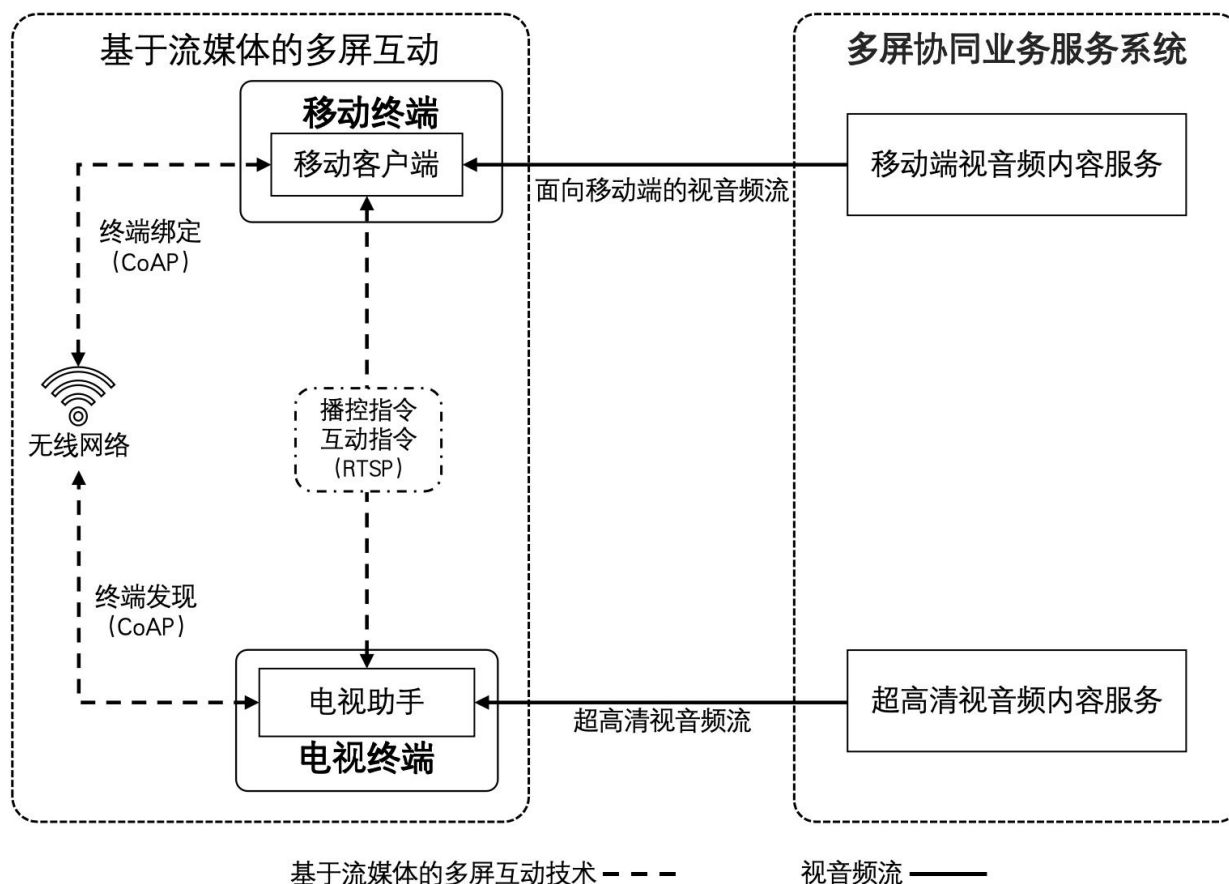 基于流媒体的多屏互动
多屏协同业务服务系统
移动终端
移动客户端
移动端视音频内容服务
面向移动端的视音频流
终端绑定
(CoAP)
播控指令
互动指令
(RTSP)
无线网络
终端发现
(CoAP)
电视助手
电视终端
超高清视音频流
超高清视音频内容服务
基于流媒体的多屏互动技术
视音频流